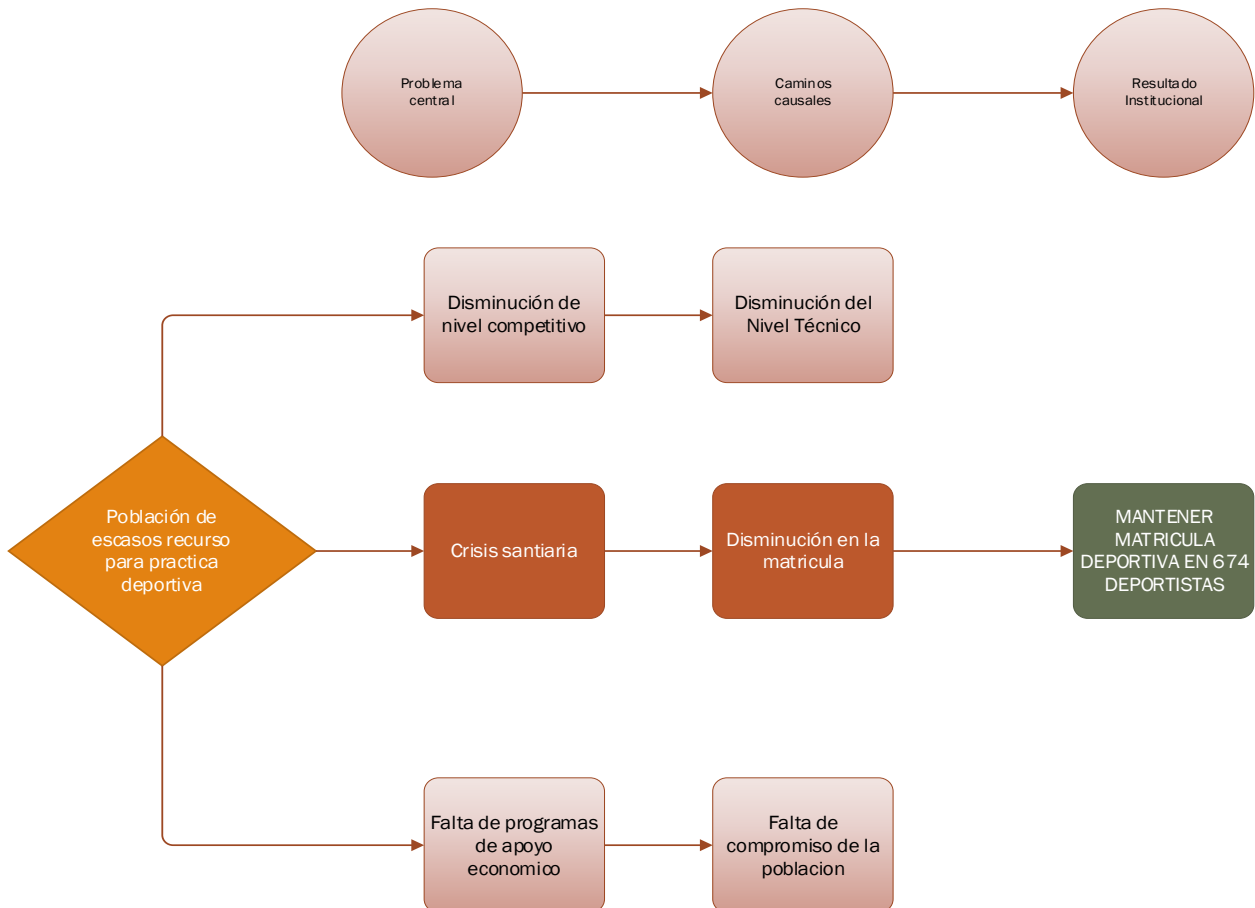 Problema
central
Caminos
causales
Resultado
Institucional
Disminución de
nivel competitivo
Disminución del
Nivel Técnico
Población de
escasos recurso
para practica
deportiva
Crisis santiaria
Disminución en la
matricula
MANTENER
MATRICULA
DEPORTIVA EN 674
DEPORTISTAS
Falta de programas
de apoyo
economico
Falta de
compromiso de la
poblacion